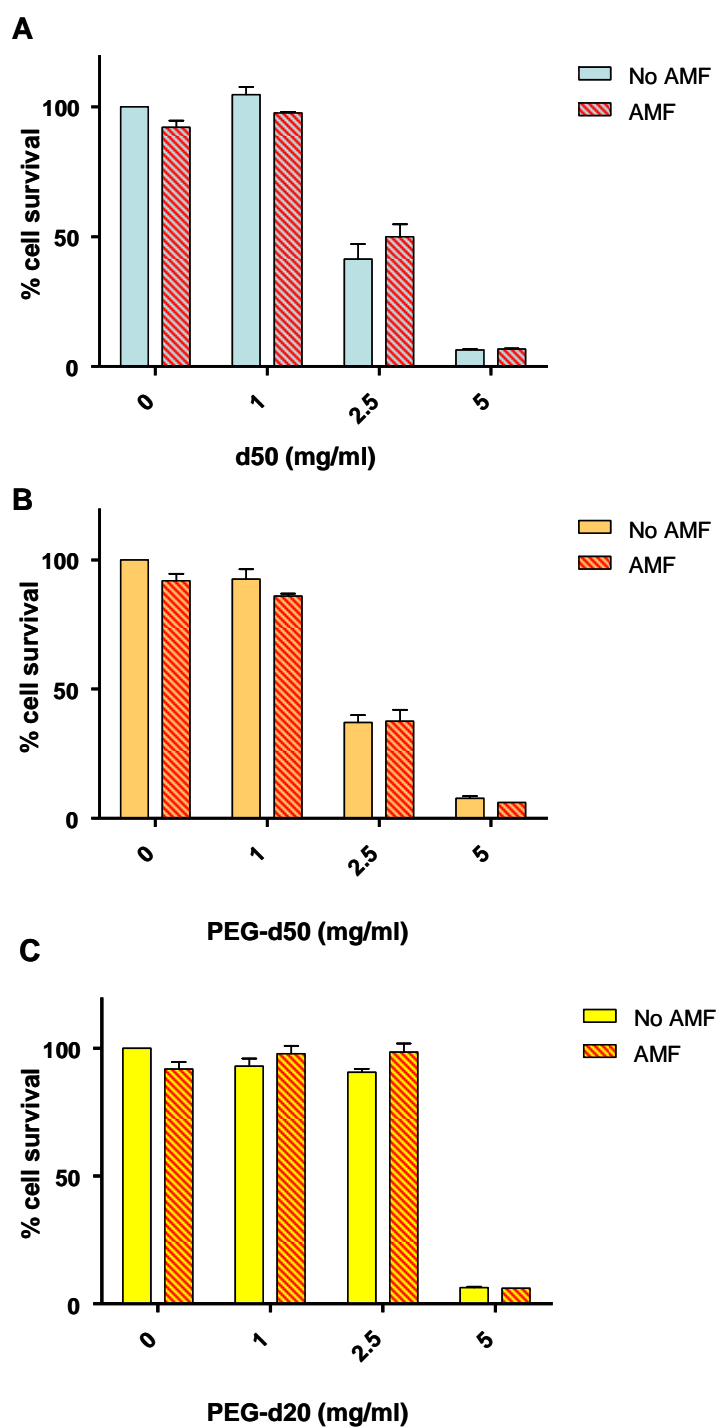 A
% cell survival
100
50
0
0
1
2.5
5
d50 (mg/ml)
No AMF
AMF
B
% cell survival
100
50
0
0
1
2.5
5
PEG-d50 (mg/ml)
No AMF
AMF
C
% cell survival
100
50
0
0
1
2.5
5
PEG-d20 (mg/ml)
No AMF
AMF